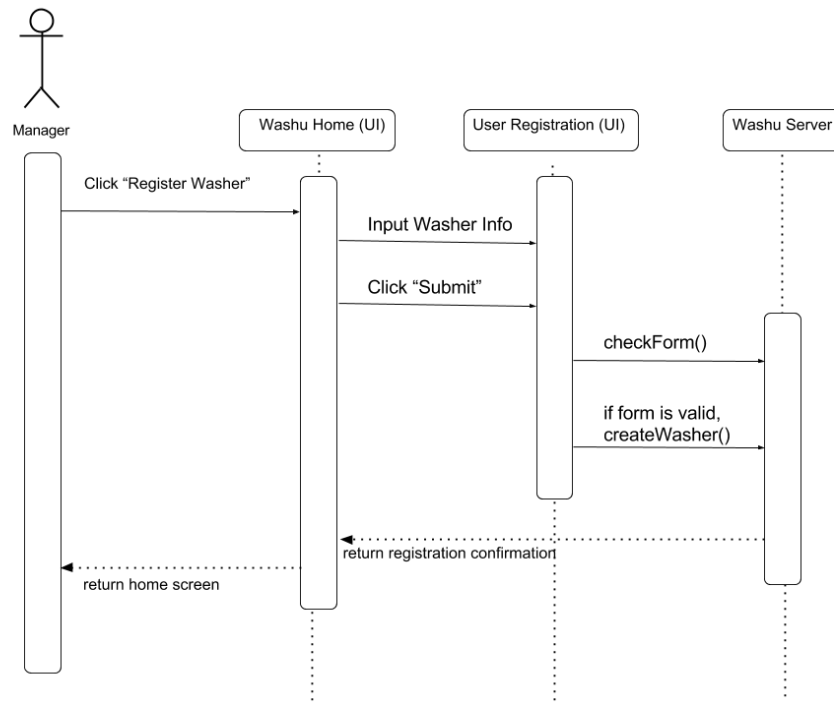 Manager
Washu Home (UI)
User Registration (UI)
Washu Server
Click “Register Washer”
Input Washer Info
Click “Submit”
checkForm()
if form is valid,
createWasher()
return registration confirmation
return home screen